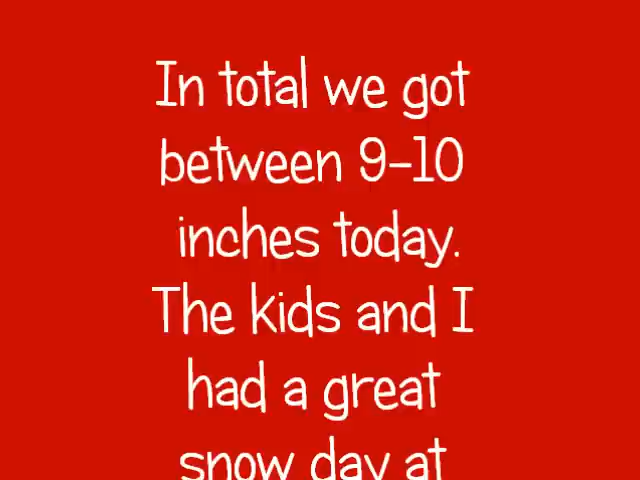 In total we got
between 9-10
inches today.
The kids and I
had a great
snow day at